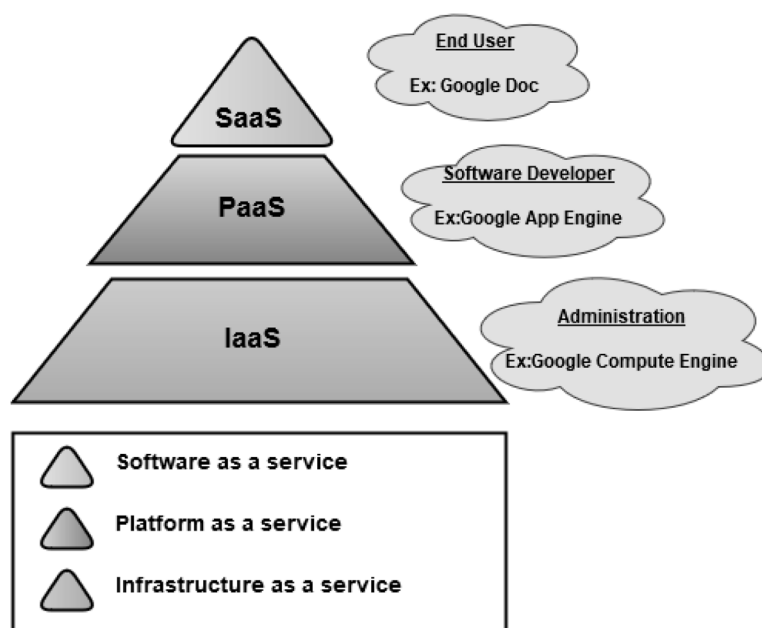 SaaS
End User
Ex: Google Doc
PaaS
Software Developer
Ex:Google App Engine
IaaS
Administration
Ex:Google Compute Engine
Software as a service
Platform as a service
Infrastructure as a service